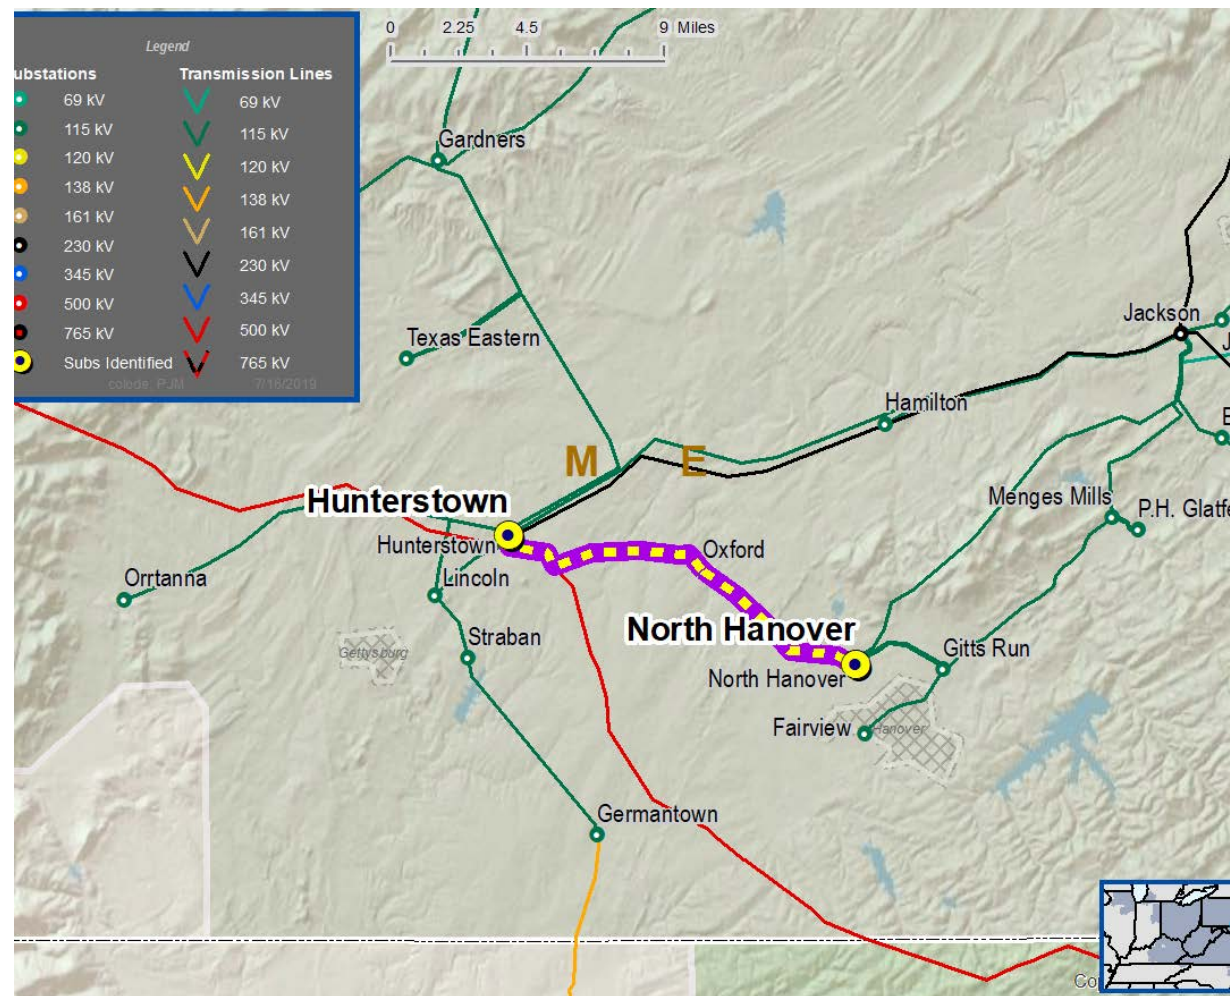 Legend
ubstations
Transmission Lines
69 kV
69 kV
115 kV
115 kV
120 kV
120 kV
138 kV
138 kV
161 kV
161 kV
230 kV
230 kV
345 kV
345 kV
500 kV
500 kV
765 kV
765 kV
Subs Identified
colode, PJM 7/16/2019
0 2.25 4.5 9 Miles
Gardners
Texas Eastern
Jackson
J
Hamilton
E
M E
Hunterstown
Menges Mills
P.H. Glatfe
Hunterstown
Oxford
Orrtanna
Lincoln
North Hanover
Straban
Gettysburg
Gitts Run
North Hanover
Fairview
Hanover
Germantown
Co